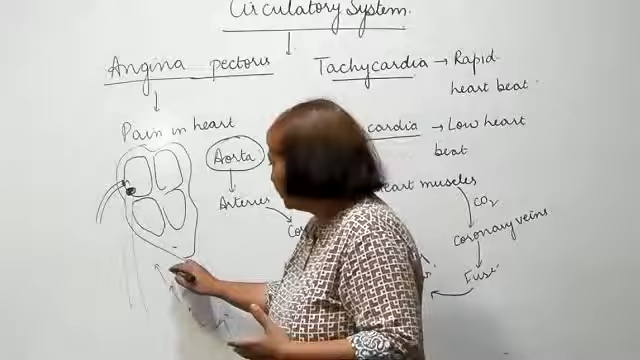 Circulatory System.
Angina pectoris
Tachycardia → Rapid
heart beat
Pain in heart
cardia → Low heart
beat
Aorta
heart muscles
Arteries
CO2
Co
coronary veins
Fuse